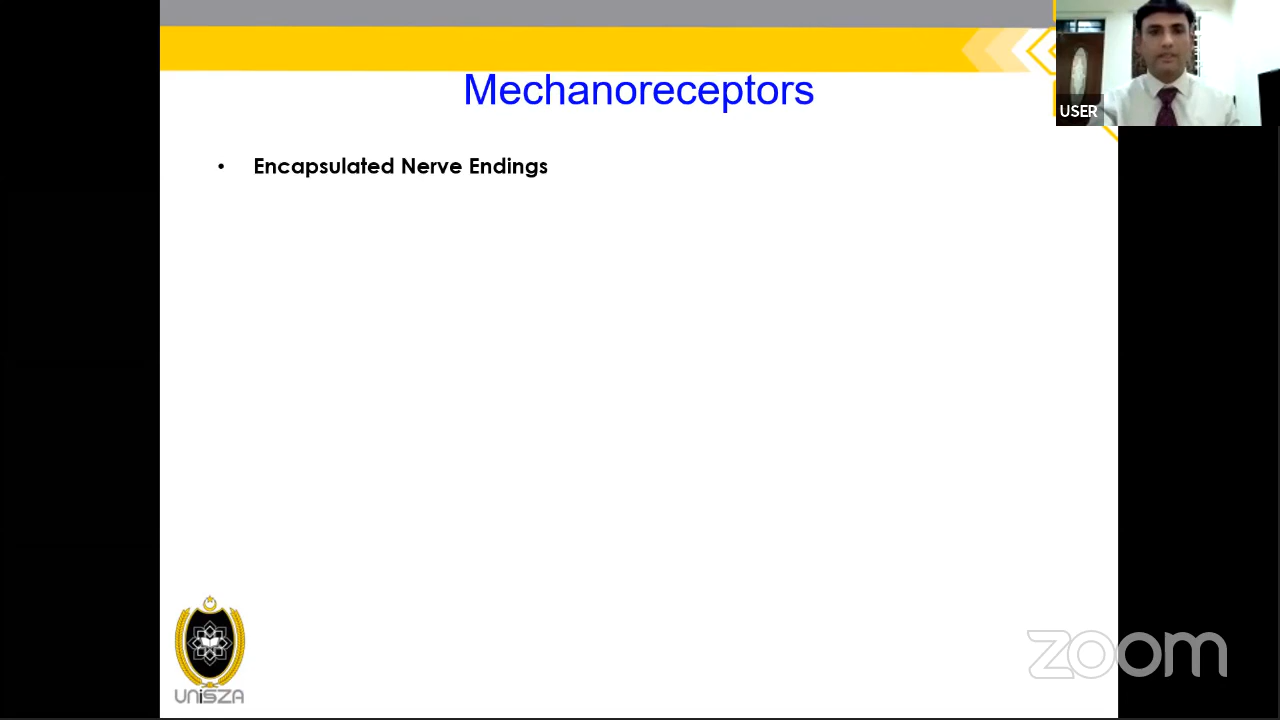 Mechanoreceptors
USER
• Encapsulated Nerve Endings
UNiSZA
zoom